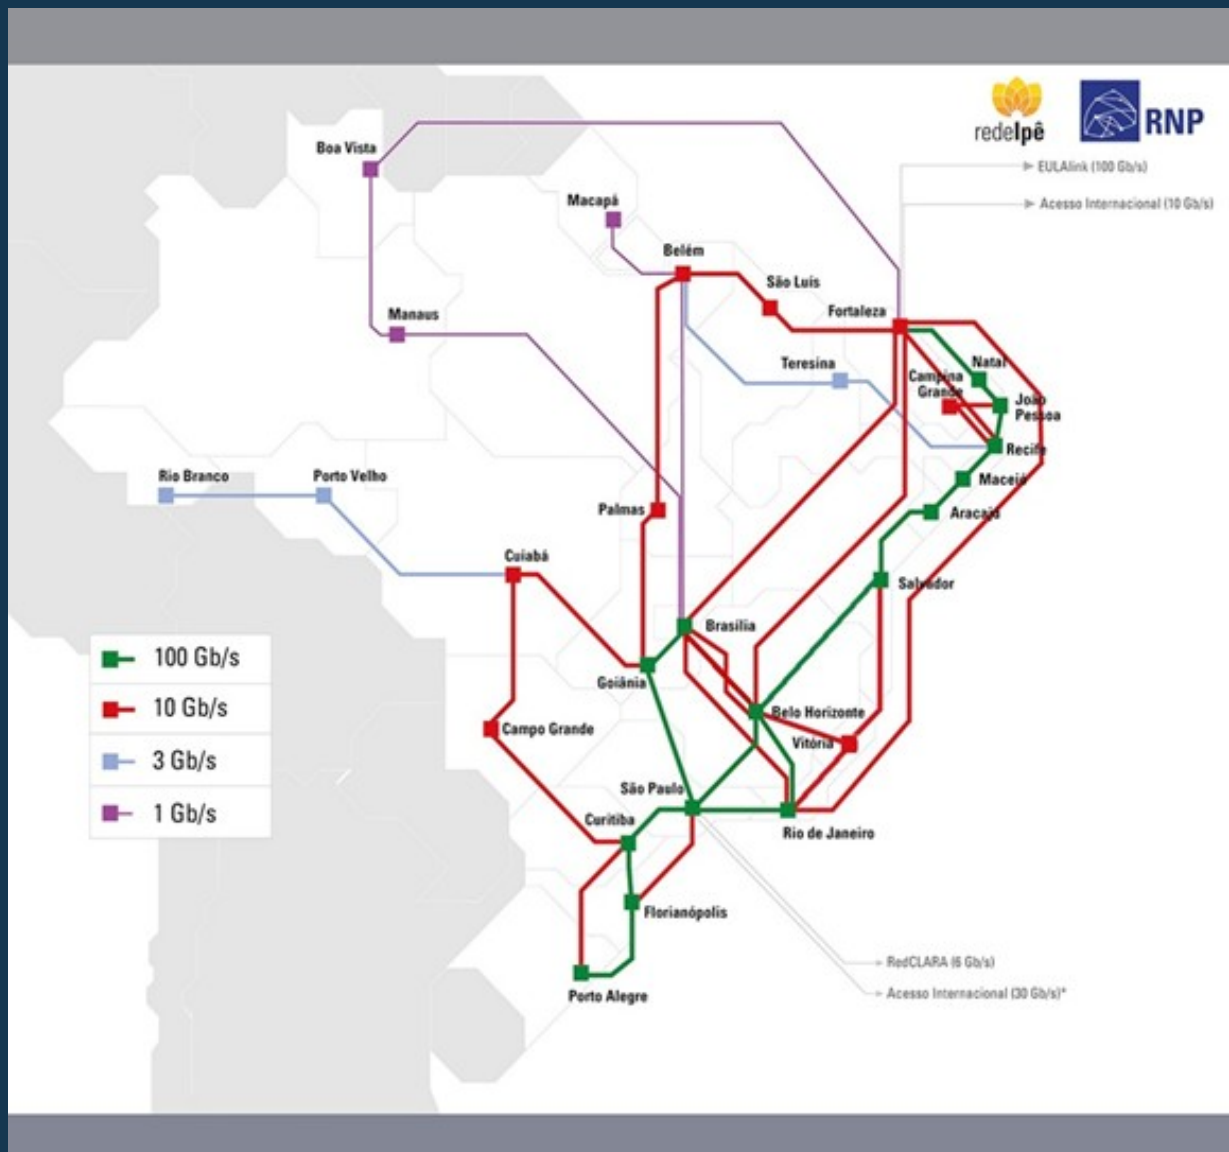 redeIpê
RNP
EULAlink (100 Gb/s)
Acesso Internacional (10 Gb/s)
Boa Vista
Macapá
Belém
São Luís
Fortaleza
Manaus
Teresina
Natal
Campina
Grande
João
Pessoa
Recife
Rio Branco
Porto Velho
Maceió
Palmas
Aracajú
Cuiabá
Salvador
Brasília
Goiânia
100 Gb/s
10 Gb/s
3 Gb/s
1 Gb/s
Campo Grande
Belo Horizonte
Vitória
São Paulo
Curitiba
Rio de Janeiro
Florianópolis
RedCLARA (6 Gb/s)
Porto Alegre
Acesso Internacional (30 Gb/s)*